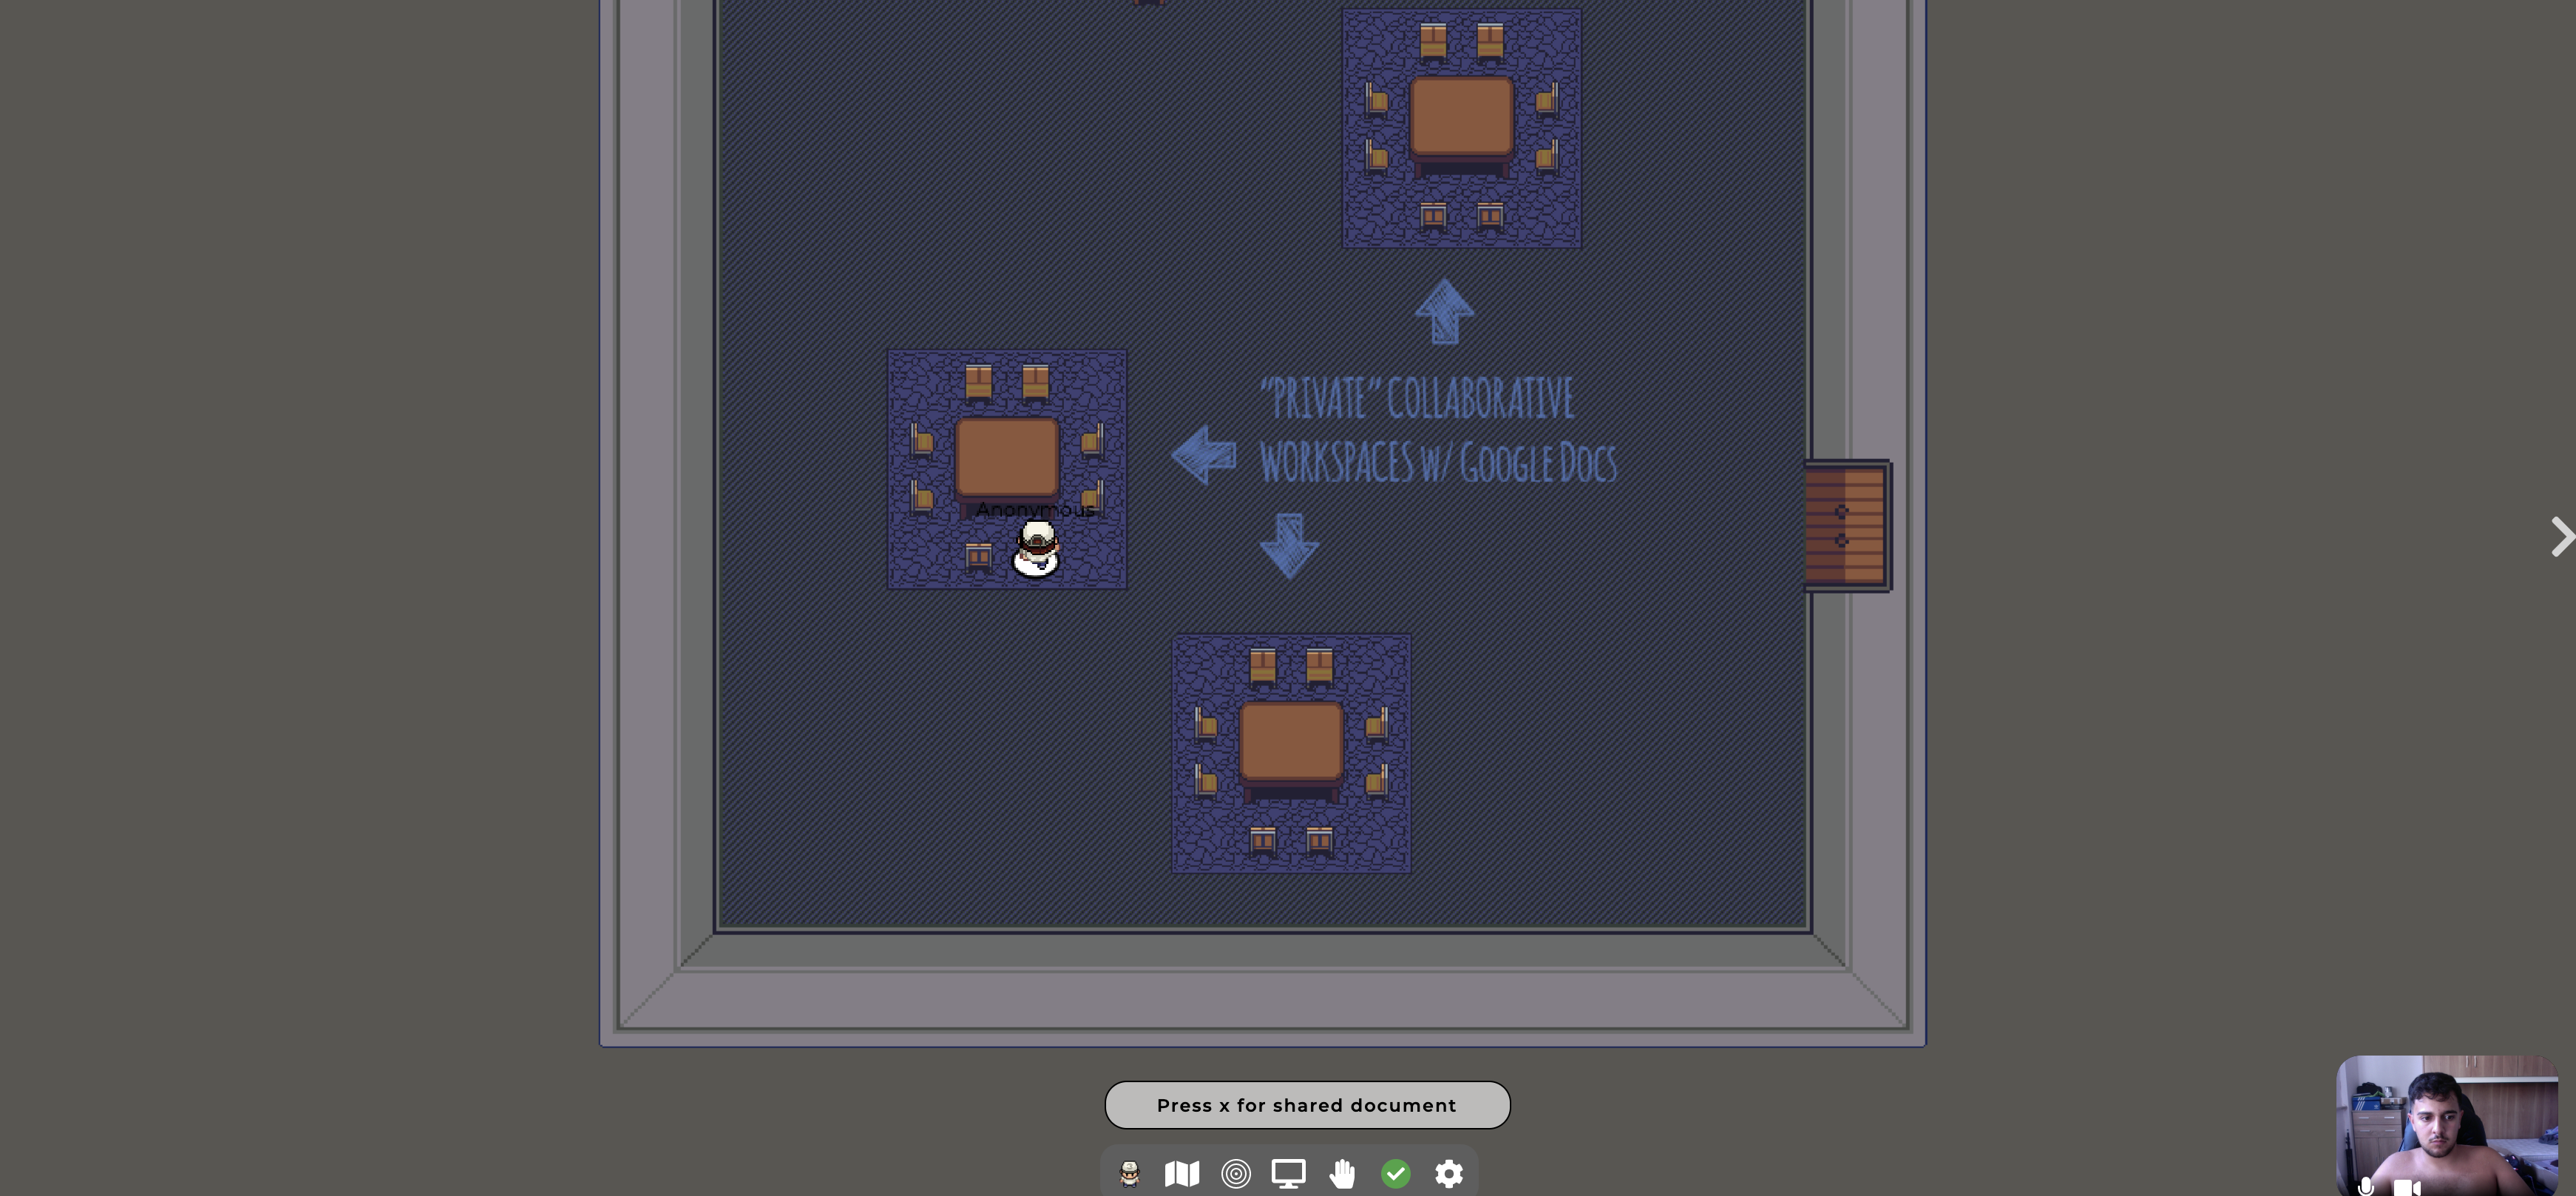 “PRIVATE” COLLABORATIVE
WORKSPACES W/ GOOGLE DOCS
Anonymous
Press x for shared document